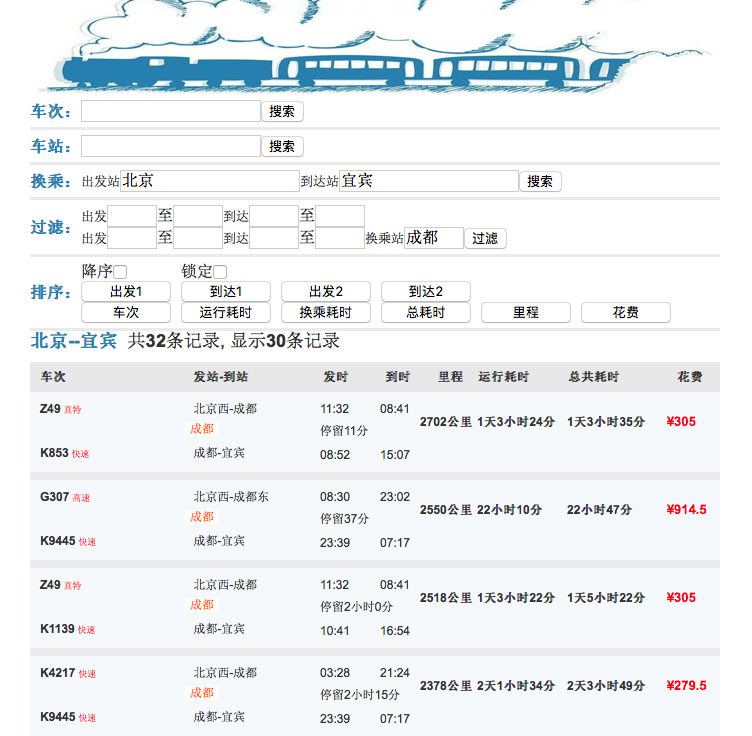 车次： 搜索
车站： 搜索
换乘： 出发站 北京 到达站 宜宾 搜索
过滤： 出发 至 到达 至
出发 至 到达 至 换乘站 成都 过滤
降序 锁定
排序： 出发1 到达1 出发2 到达2
车次 运行耗时 换乘耗时 总耗时 里程 花费
北京--宜宾 共32条记录, 显示30条记录
车次 发站-到站 发时 到时 里程 运行耗时 总共耗时 花费
Z49 直特 北京西-成都 11:32 08:41
成都 停留11分 2702公里 1天3小时24分 1天3小时35分 ¥305
K853 快速 成都-宜宾 08:52 15:07
G307 高速 北京西-成都东 08:30 23:02
成都 停留37分 2550公里 22小时10分 22小时47分 ¥914.5
K9445 快速 成都-宜宾 23:39 07:17
Z49 直特 北京西-成都 11:32 08:41
成都 停留2小时0分 2518公里 1天3小时22分 1天5小时22分 ¥305
K1139 快速 成都-宜宾 10:41 16:54
K4217 快速 北京西-成都 03:28 21:24
成都 停留2小时15分 2378公里 2天1小时34分 2天3小时49分 ¥279.5
K9445 快速 成都-宜宾 23:39 07:17